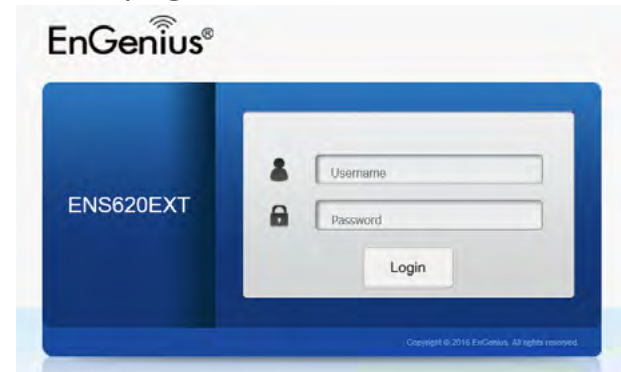 EnGenius®
ENS620EXT
Username
Password
Login
Copyright © 2016 EnGenius. All rights reserved.